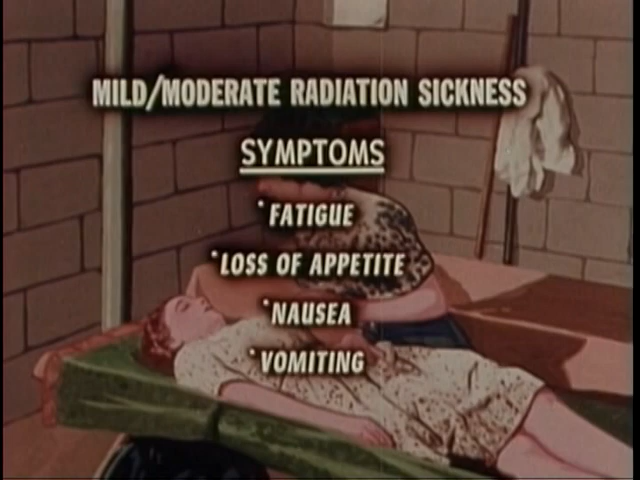 MILD/MODERATE RADIATION SICKNESS
SYMPTOMS
•FATIGUE
•LOSS OF APPETITE
•NAUSEA
•VOMITING